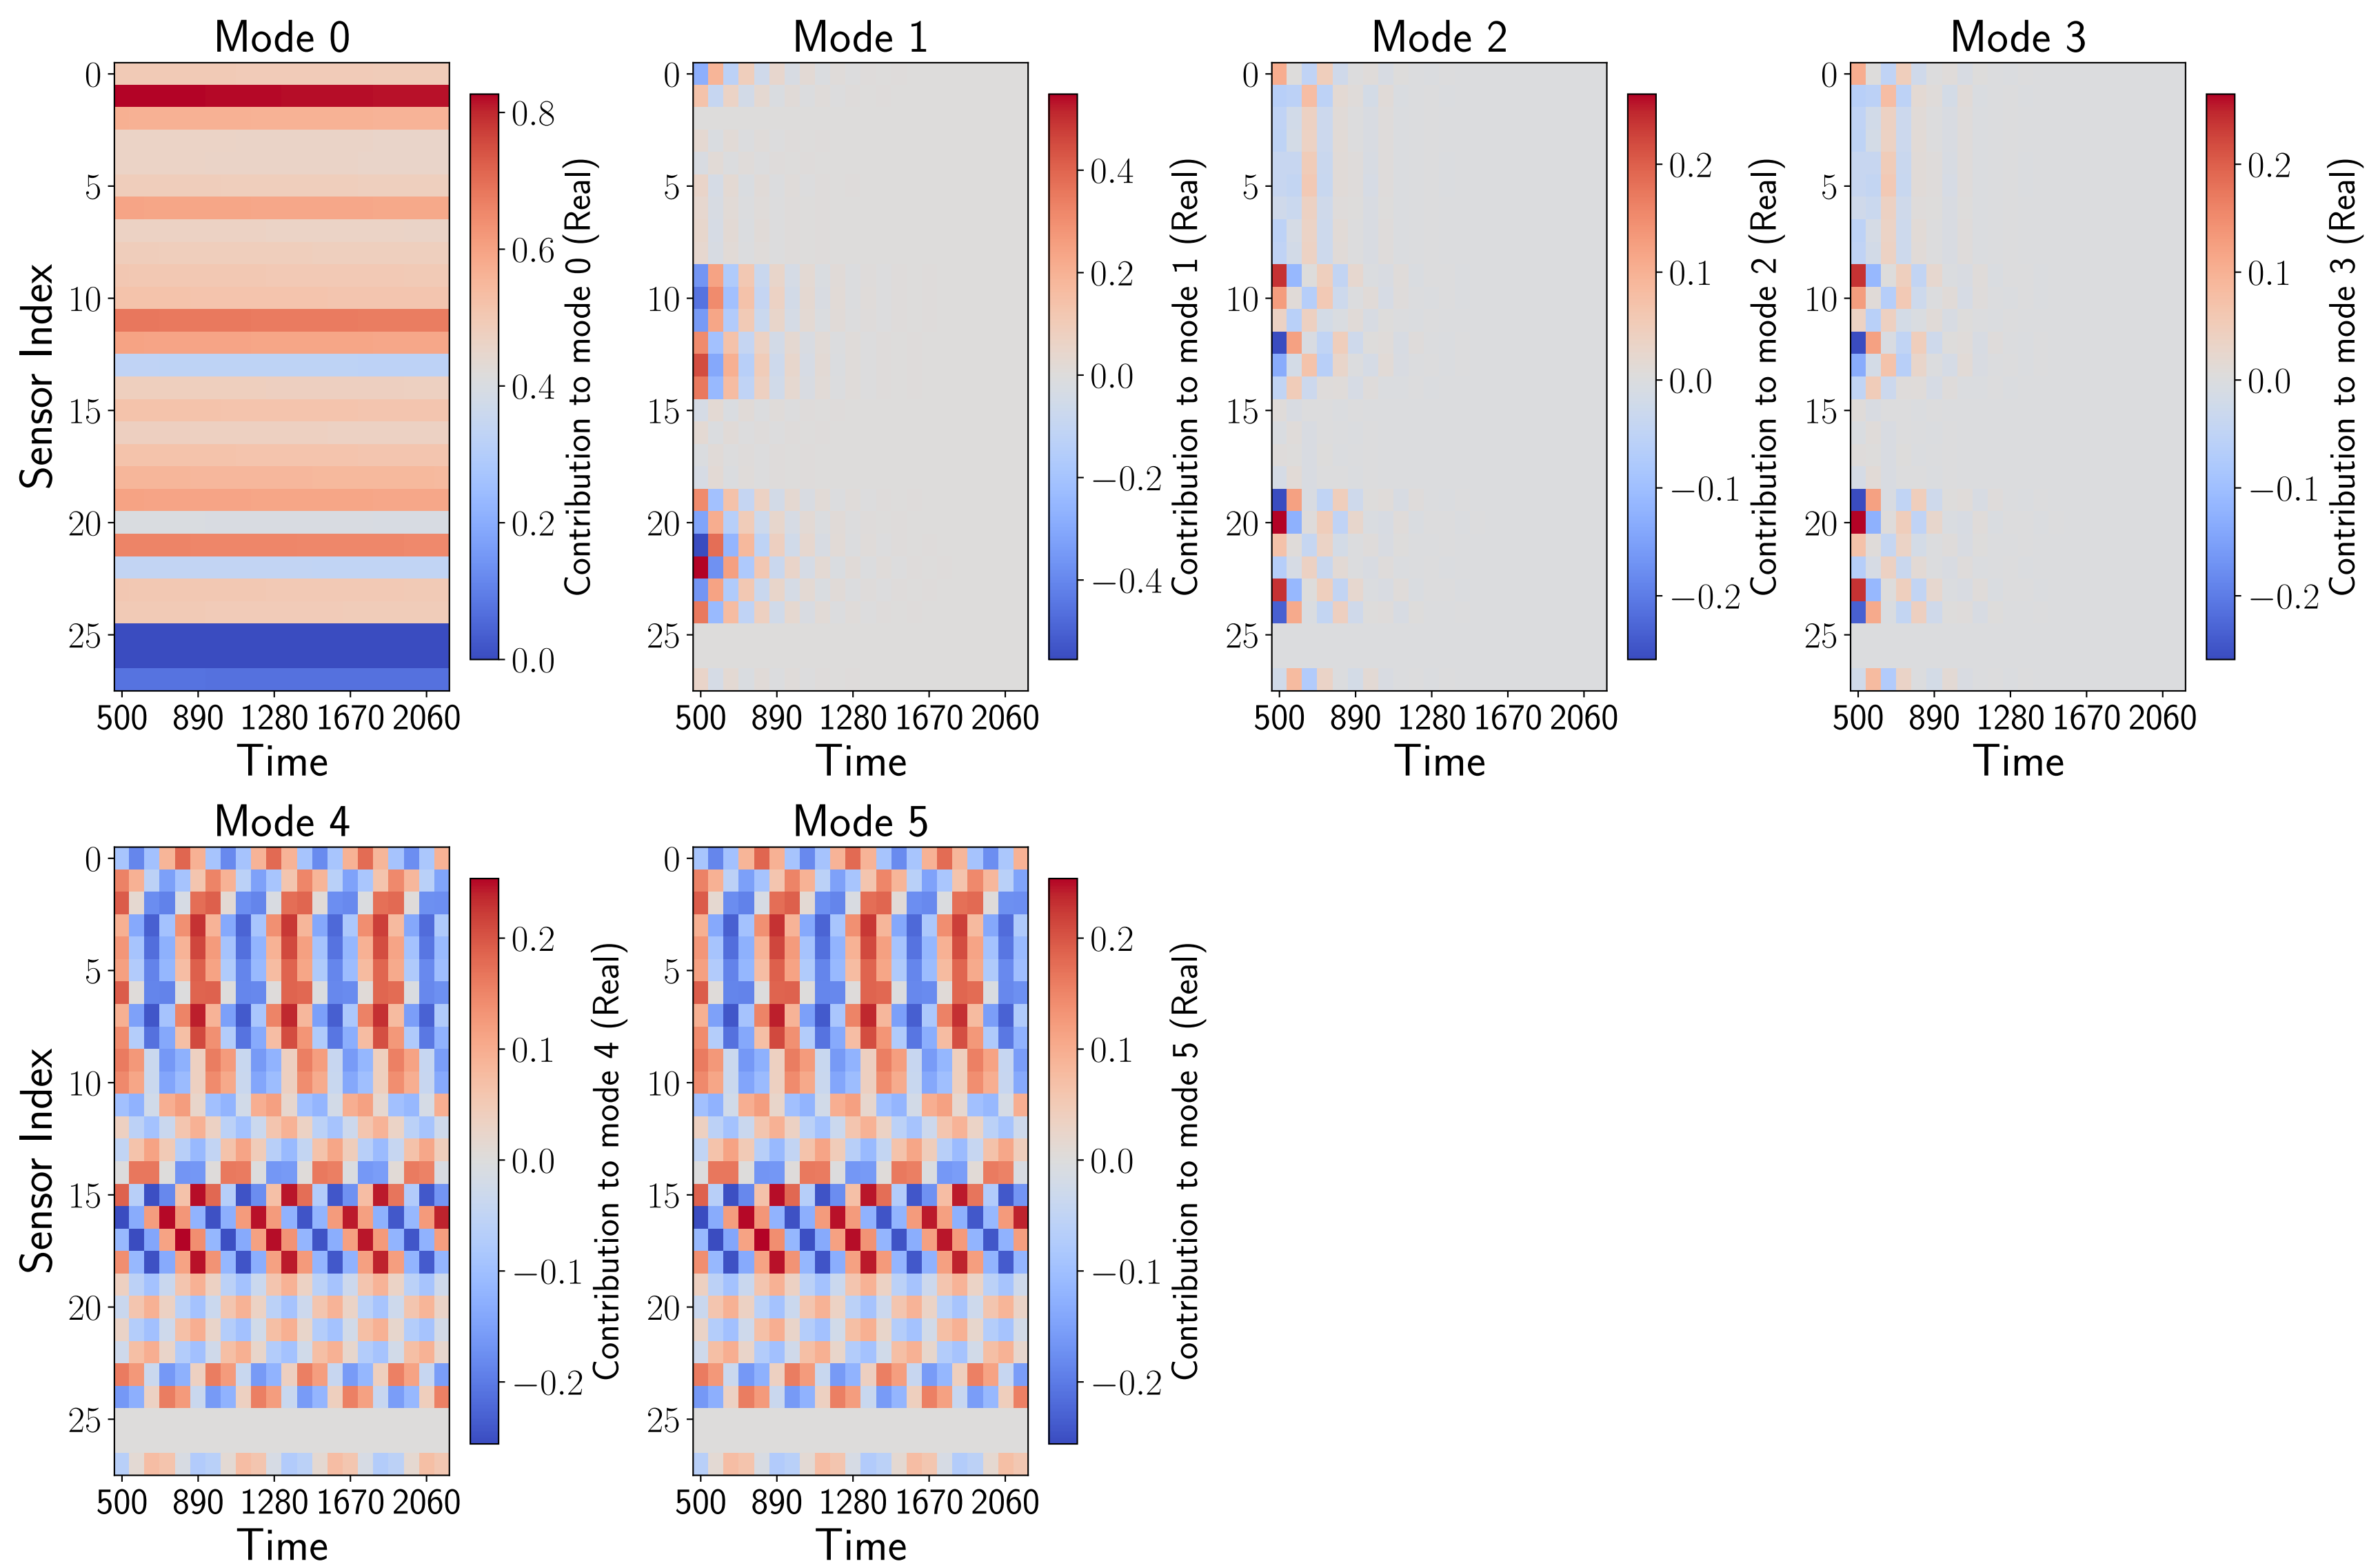 Mode 0
Mode 1
Mode 2
Mode 3
Sensor Index
0
5
10
15
20
25
500 890 1280 1670 2060
Time
0.8
0.6
0.4
0.2
0.0
Contribution to mode 0 (Real)
0
5
10
15
20
25
500 890 1280 1670 2060
Time
0.4
0.2
0.0
−0.2
−0.4
Contribution to mode 1 (Real)
0
5
10
15
20
25
500 890 1280 1670 2060
Time
0.2
0.1
0.0
−0.1
−0.2
Contribution to mode 2 (Real)
0
5
10
15
20
25
500 890 1280 1670 2060
Time
0.2
0.1
0.0
−0.1
−0.2
Contribution to mode 3 (Real)
Mode 4
Mode 5
Sensor Index
0
5
10
15
20
25
500 890 1280 1670 2060
Time
0.2
0.1
0.0
−0.1
−0.2
Contribution to mode 4 (Real)
0
5
10
15
20
25
500 890 1280 1670 2060
Time
0.2
0.1
0.0
−0.1
−0.2
Contribution to mode 5 (Real)